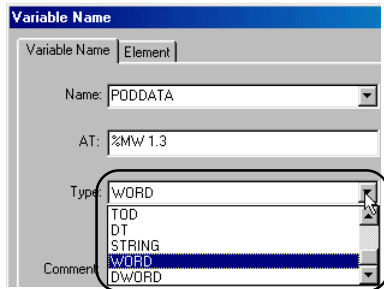 Variable Name
Variable Name Element
Name: PODDATA
AT: %MW 1.3
Type: WORD
TOD
DT
STRING
WORD
Comment: DWORD